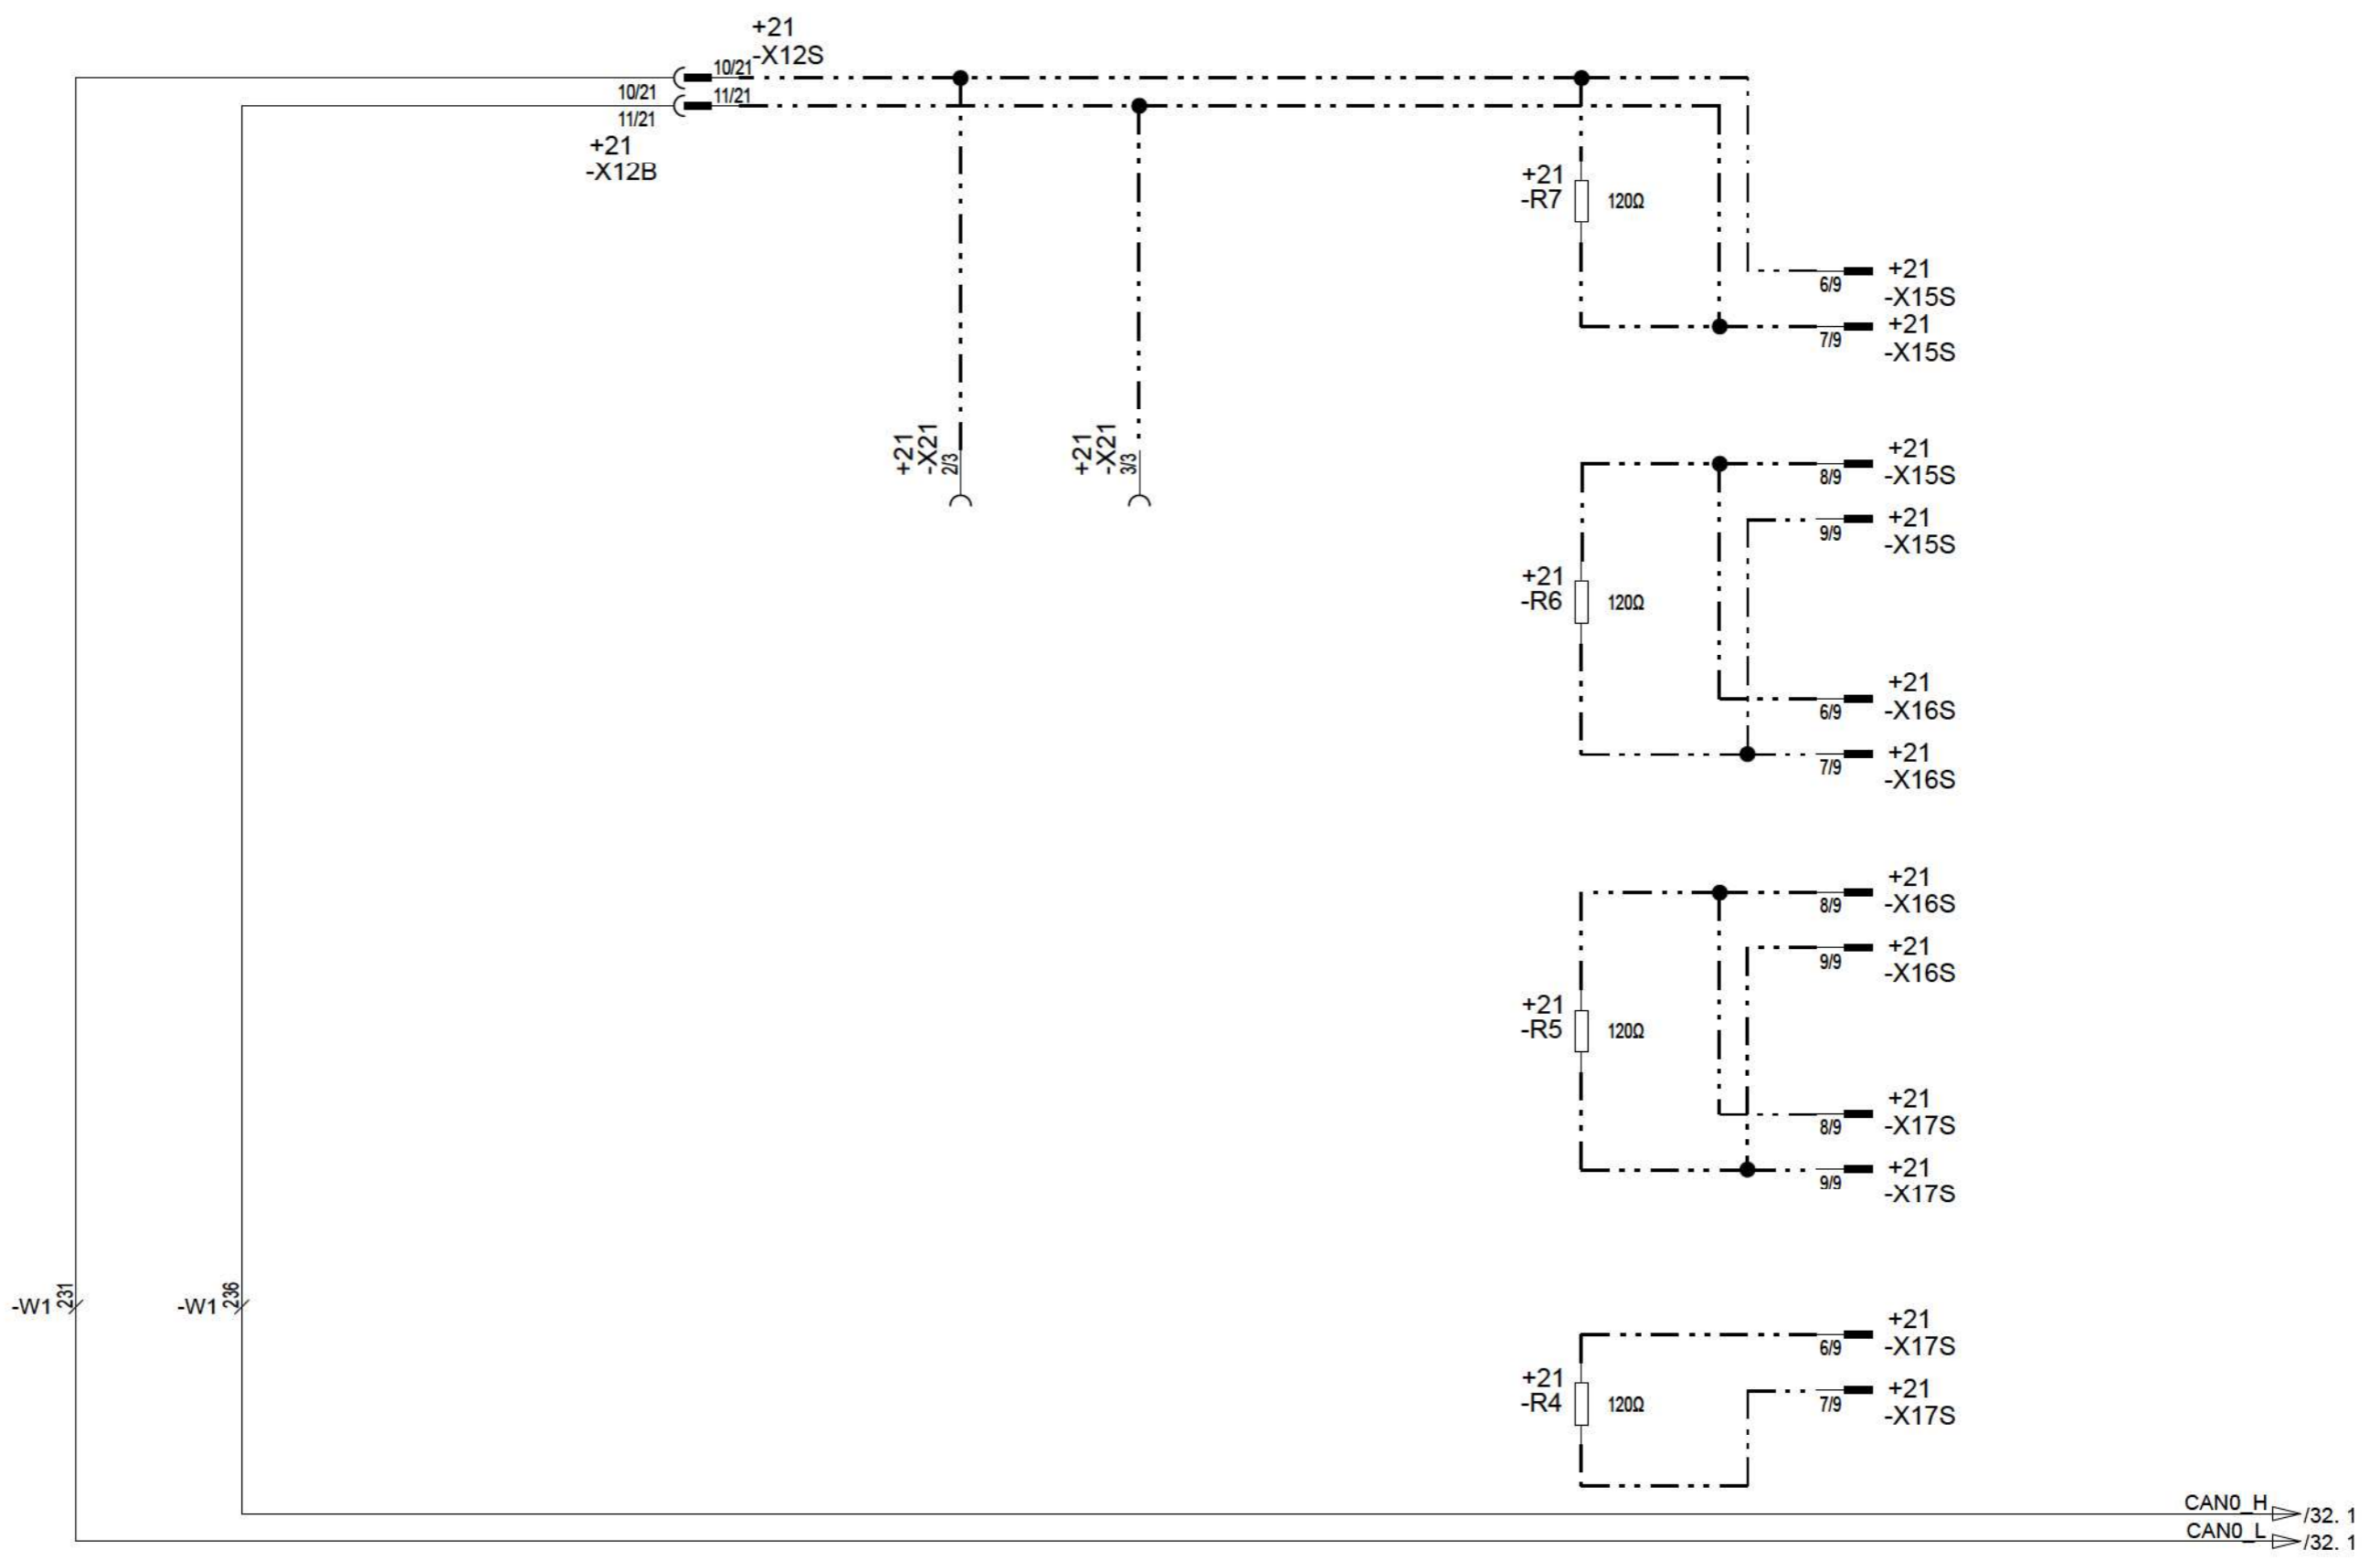 +21
-X12S
10/21
10/21
11/21
11/21
+21
-X12B
+21
-R7
120Ω
+21
-X15S
6/9
+21
-X15S
7/9
+21
-X21
2/3
+21
-X21
3/3
+21
-X15S
8/9
+21
-X15S
9/9
+21
-R6
120Ω
+21
-X16S
6/9
+21
-X16S
7/9
+21
-X16S
8/9
+21
-X16S
9/9
+21
-R5
120Ω
+21
-X17S
8/9
+21
-X17S
9/9
-W1
231
-W1
236
+21
-X17S
6/9
+21
-R4
120Ω
+21
-X17S
7/9
CAN0_H
/32. 1
CAN0_L
/32. 1